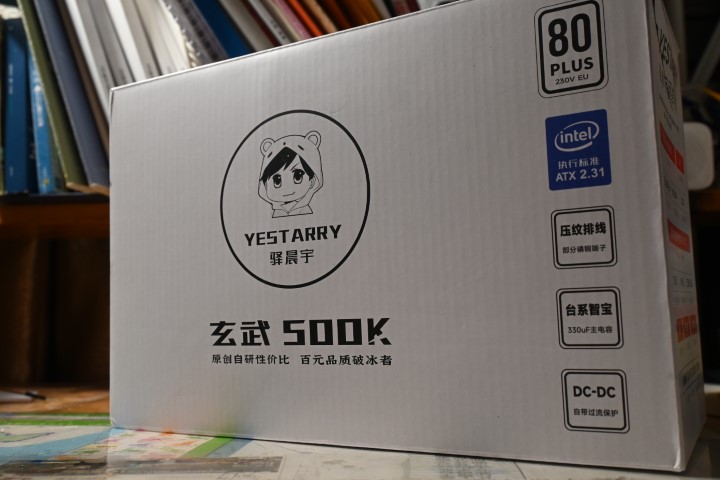 YESTARRY
驿晨宇
玄武 500K
原创自研性价比 百元品质破冰者
80
PLUS
230V EU
intel
执行标准
ATX 2.31
压纹排线
部分磷铜端子
台系智宝
330uF主电容
DC-DC
自带过流保护